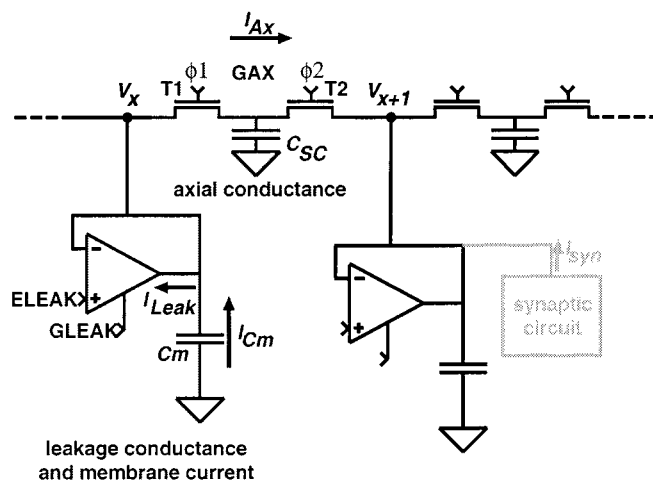 I_Ax
ϕ1 GAX ϕ2
V_x T1 T2 V_x+1
C_SC
axial conductance
-
ELEAK +
GLEAK
I_Leak
Cm I_Cm
-
+
I_syn
synaptic
circuit
leakage conductance
and membrane current